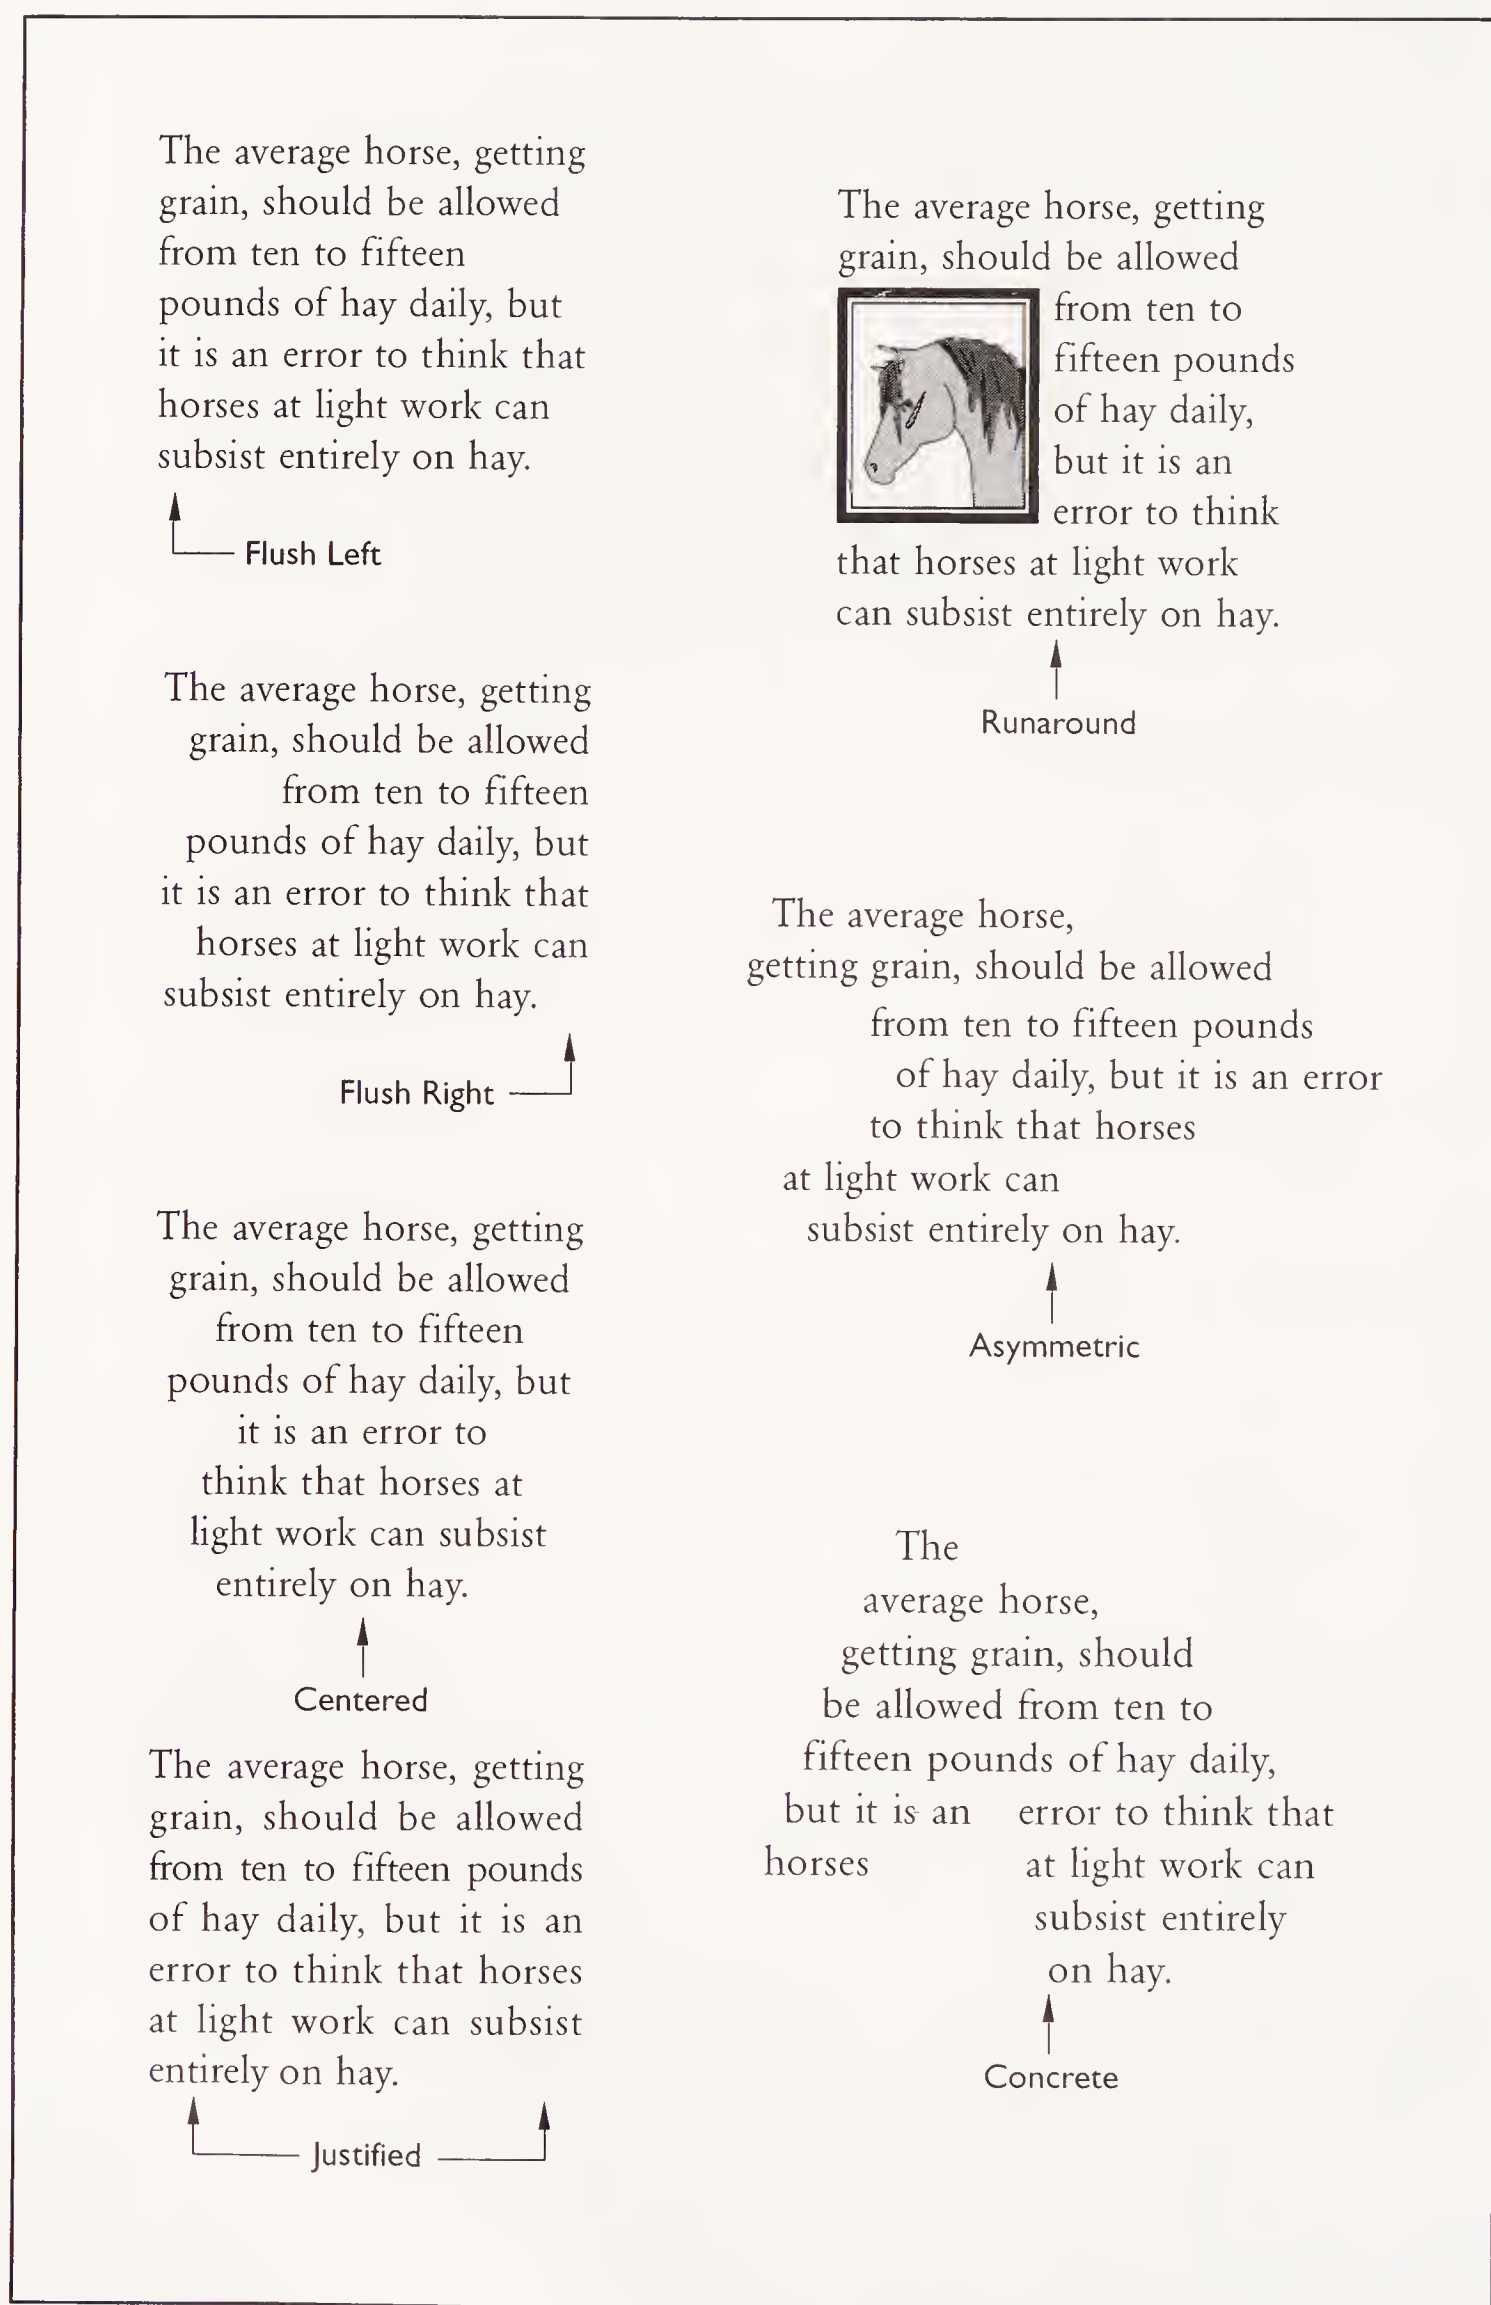 The average horse, getting
grain, should be allowed
from ten to fifteen
pounds of hay daily, but
it is an error to think that
horses at light work can
subsist entirely on hay.
Flush Left
The average horse, getting
grain, should be allowed
from ten to fifteen
pounds of hay daily, but
it is an error to think that
horses at light work can
subsist entirely on hay.
Flush Right
The average horse, getting
grain, should be allowed
from ten to fifteen
pounds of hay daily, but
it is an error to
think that horses at
light work can subsist
entirely on hay.
Centered
The average horse, getting
grain, should be allowed
from ten to fifteen pounds
of hay daily, but it is an
error to think that horses
at light work can subsist
entirely on hay.
Justified
The average horse, getting
grain, should be allowed
from ten to
fifteen pounds
of hay daily,
but it is an
error to think
that horses at light work
can subsist entirely on hay.
Runaround
The average horse,
getting grain, should be allowed
from ten to fifteen pounds
of hay daily, but it is an error
to think that horses
at light work can
subsist entirely on hay.
Asymmetric
The
average horse,
getting grain, should
be allowed from ten to
fifteen pounds of hay daily,
but it is an error to think that
horses at light work can
subsist entirely
on hay.
Concrete